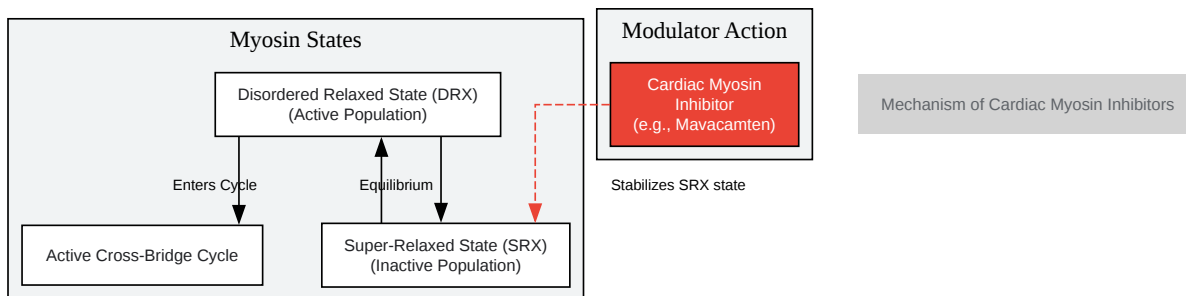 Myosin States
Disordered Relaxed State (DRX)
(Active Population)
Enters Cycle
Equilibrium
Active Cross-Bridge Cycle
Super-Relaxed State (SRX)
(Inactive Population)
Modulator Action
Cardiac Myosin
Inhibitor
(e.g., Mavacamten)
Stabilizes SRX state
Mechanism of Cardiac Myosin Inhibitors